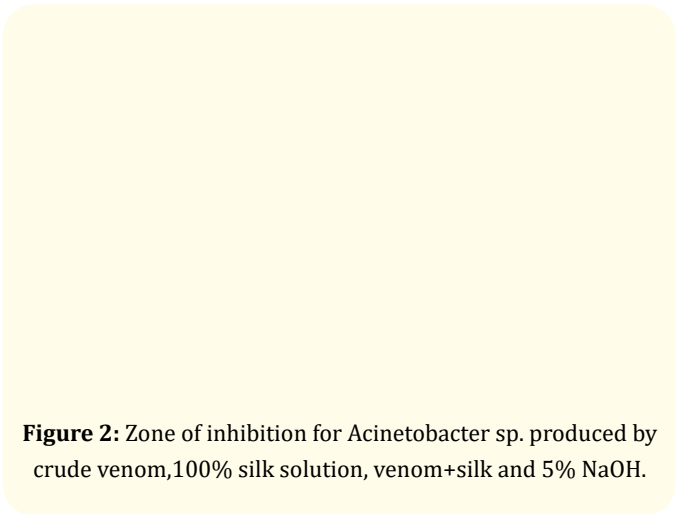 Figure 2: Zone of inhibition for Acinetobacter sp. produced by
crude venom,100% silk solution, venom+silk and 5% NaOH.